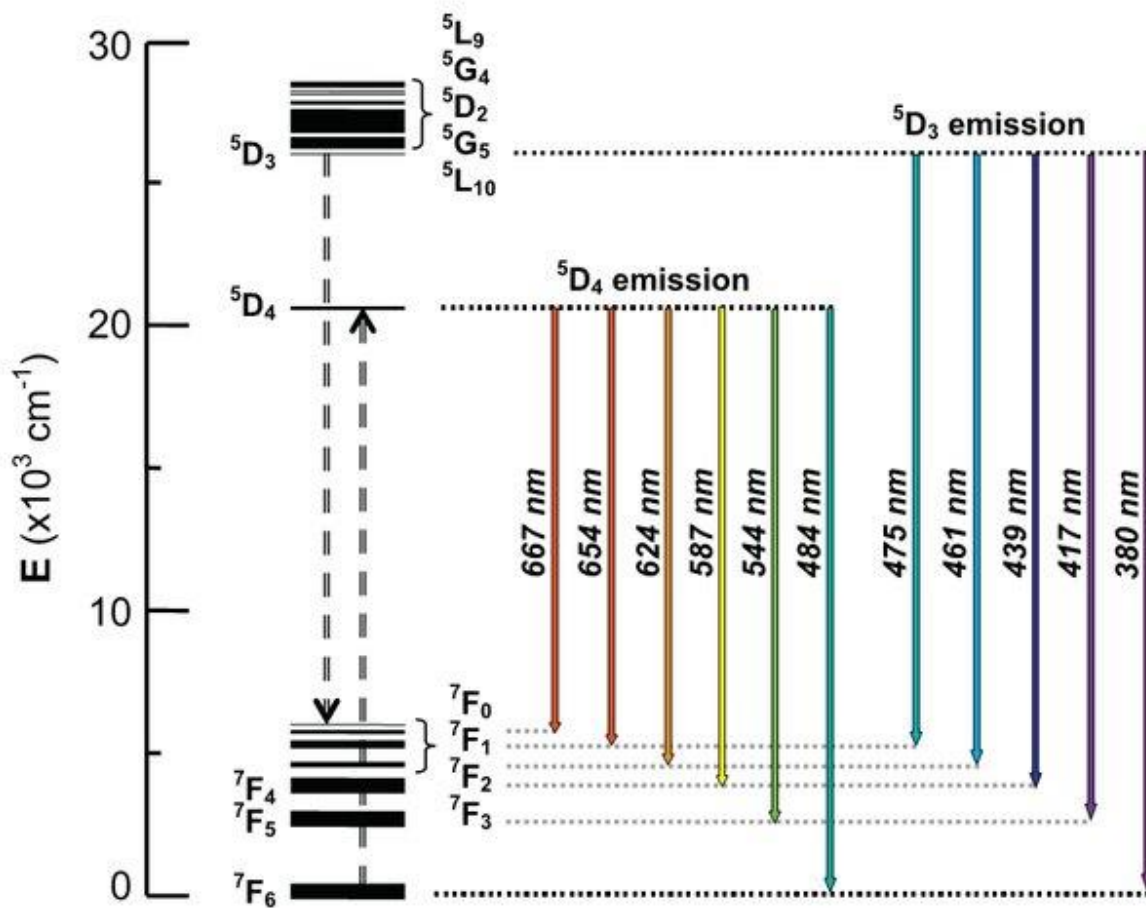 30
20
10
0
E (x10³ cm⁻¹)
⁵L₉
⁵G₄
⁵D₂
⁵G₅
⁵L₁₀
⁵D₃
⁵D₄
⁷F₀
⁷F₁
⁷F₂
⁷F₃
⁷F₄
⁷F₅
⁷F₆
⁵D₄ emission
667 nm
654 nm
624 nm
587 nm
544 nm
484 nm
⁵D₃ emission
475 nm
461 nm
439 nm
417 nm
380 nm